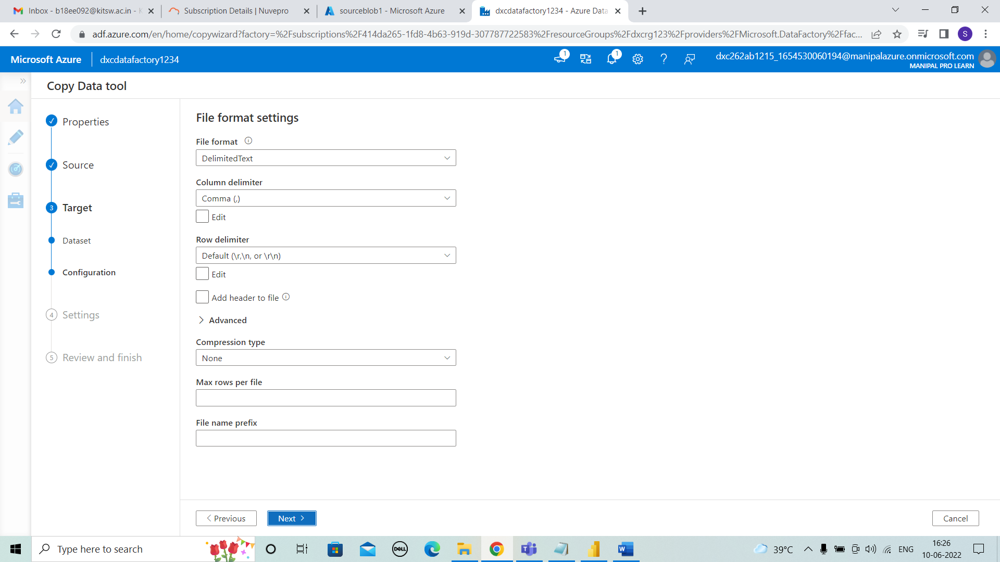 Inbox - b18ee092@kitsw.ac.in - K
Subscription Details | Nuvepro
sourceblob1 - Microsoft Azure
dxcdatafactory1234 - Azure Data
adf.azure.com/en/home/copywizard?factory=%2Fsubscriptions%2F414da265-1fd8-4b63-919d-307787722583%2FresourceGroups%2Fdxcrg123%2Fproviders%2FMicrosoft.DataFactory%2Ffac...
S
Microsoft Azure
dxcdatafactory1234
1
1
dxc262ab1215_1654530060194@manipalazure.onmicrosoft.com
MANIPAL PRO LEARN
Copy Data tool
Properties
Source
3 Target
Dataset
Configuration
4 Settings
5 Review and finish
File format settings
File format
DelimitedText
Column delimiter
Comma (,)
Edit
Row delimiter
Default (\r,\n, or \r\n)
Edit
Add header to file
Advanced
Compression type
None
Max rows per file
File name prefix
Previous
Next
Cancel
Type here to search
DELL
T
W
39°C
ENG
16:26
10-06-2022